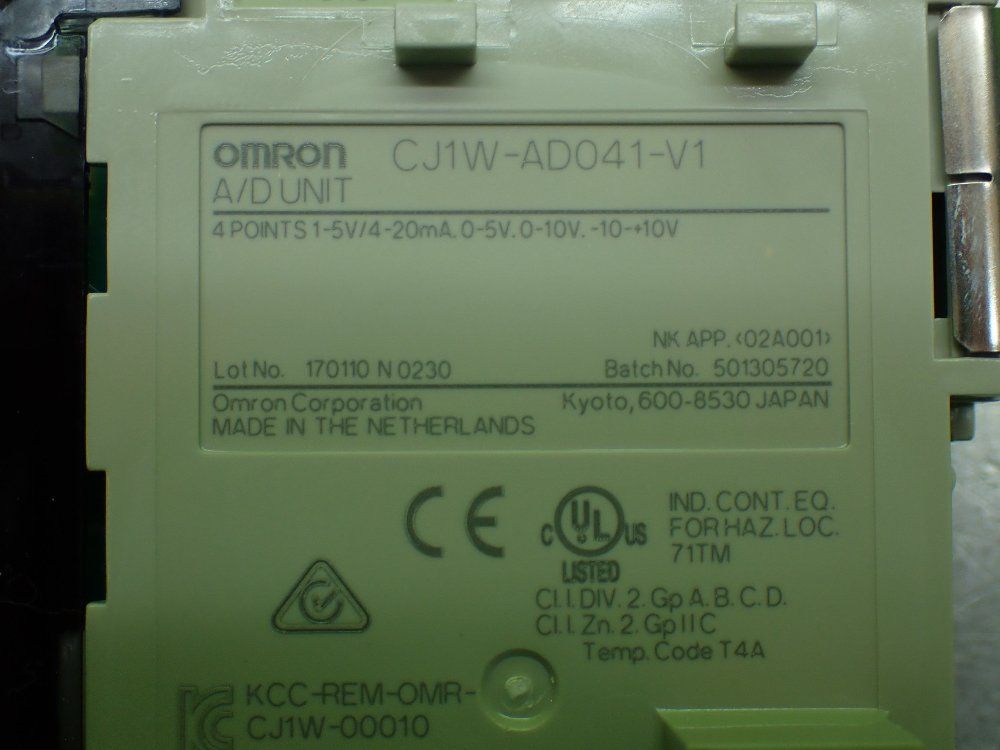 OMRON CJ1W-AD041-V1
A/D UNIT
4 POINTS 1-5V/4-20mA. 0-5V. 0-10V. -10-+10V
NK APP. <02A001>
Lot No. 170110 N 0230 Batch No. 501305720
Omron Corporation Kyoto, 600-8530 JAPAN
MADE IN THE NETHERLANDS
CE
C UL US
LISTED
IND. CONT. EQ.
FOR HAZ. LOC.
71TM
Cl. I. DIV. 2. Gp A. B. C. D.
Cl. I. Zn. 2. Gp IIC
Temp. Code T4A
KCC-REM-OMR-
CJ1W-00010